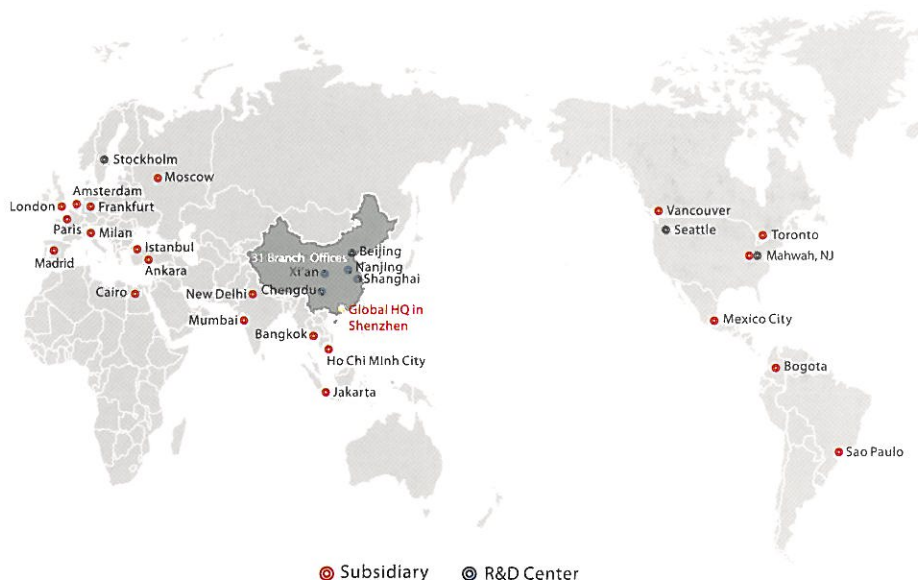 Stockholm
Moscow
Amsterdam
London
Frankfurt
Paris
Milan
Madrid
Istanbul
Ankara
Cairo
New Delhi
Mumbai
Bangkok
Ho Chi Minh City
Jakarta
31 Branch Offices
Beijing
Xi'an
Nanjing
Shanghai
Chengdu
Global HQ in
Shenzhen
Vancouver
Seattle
Toronto
Mahwah, NJ
Mexico City
Bogota
Sao Paulo
Subsidiary
R&D Center